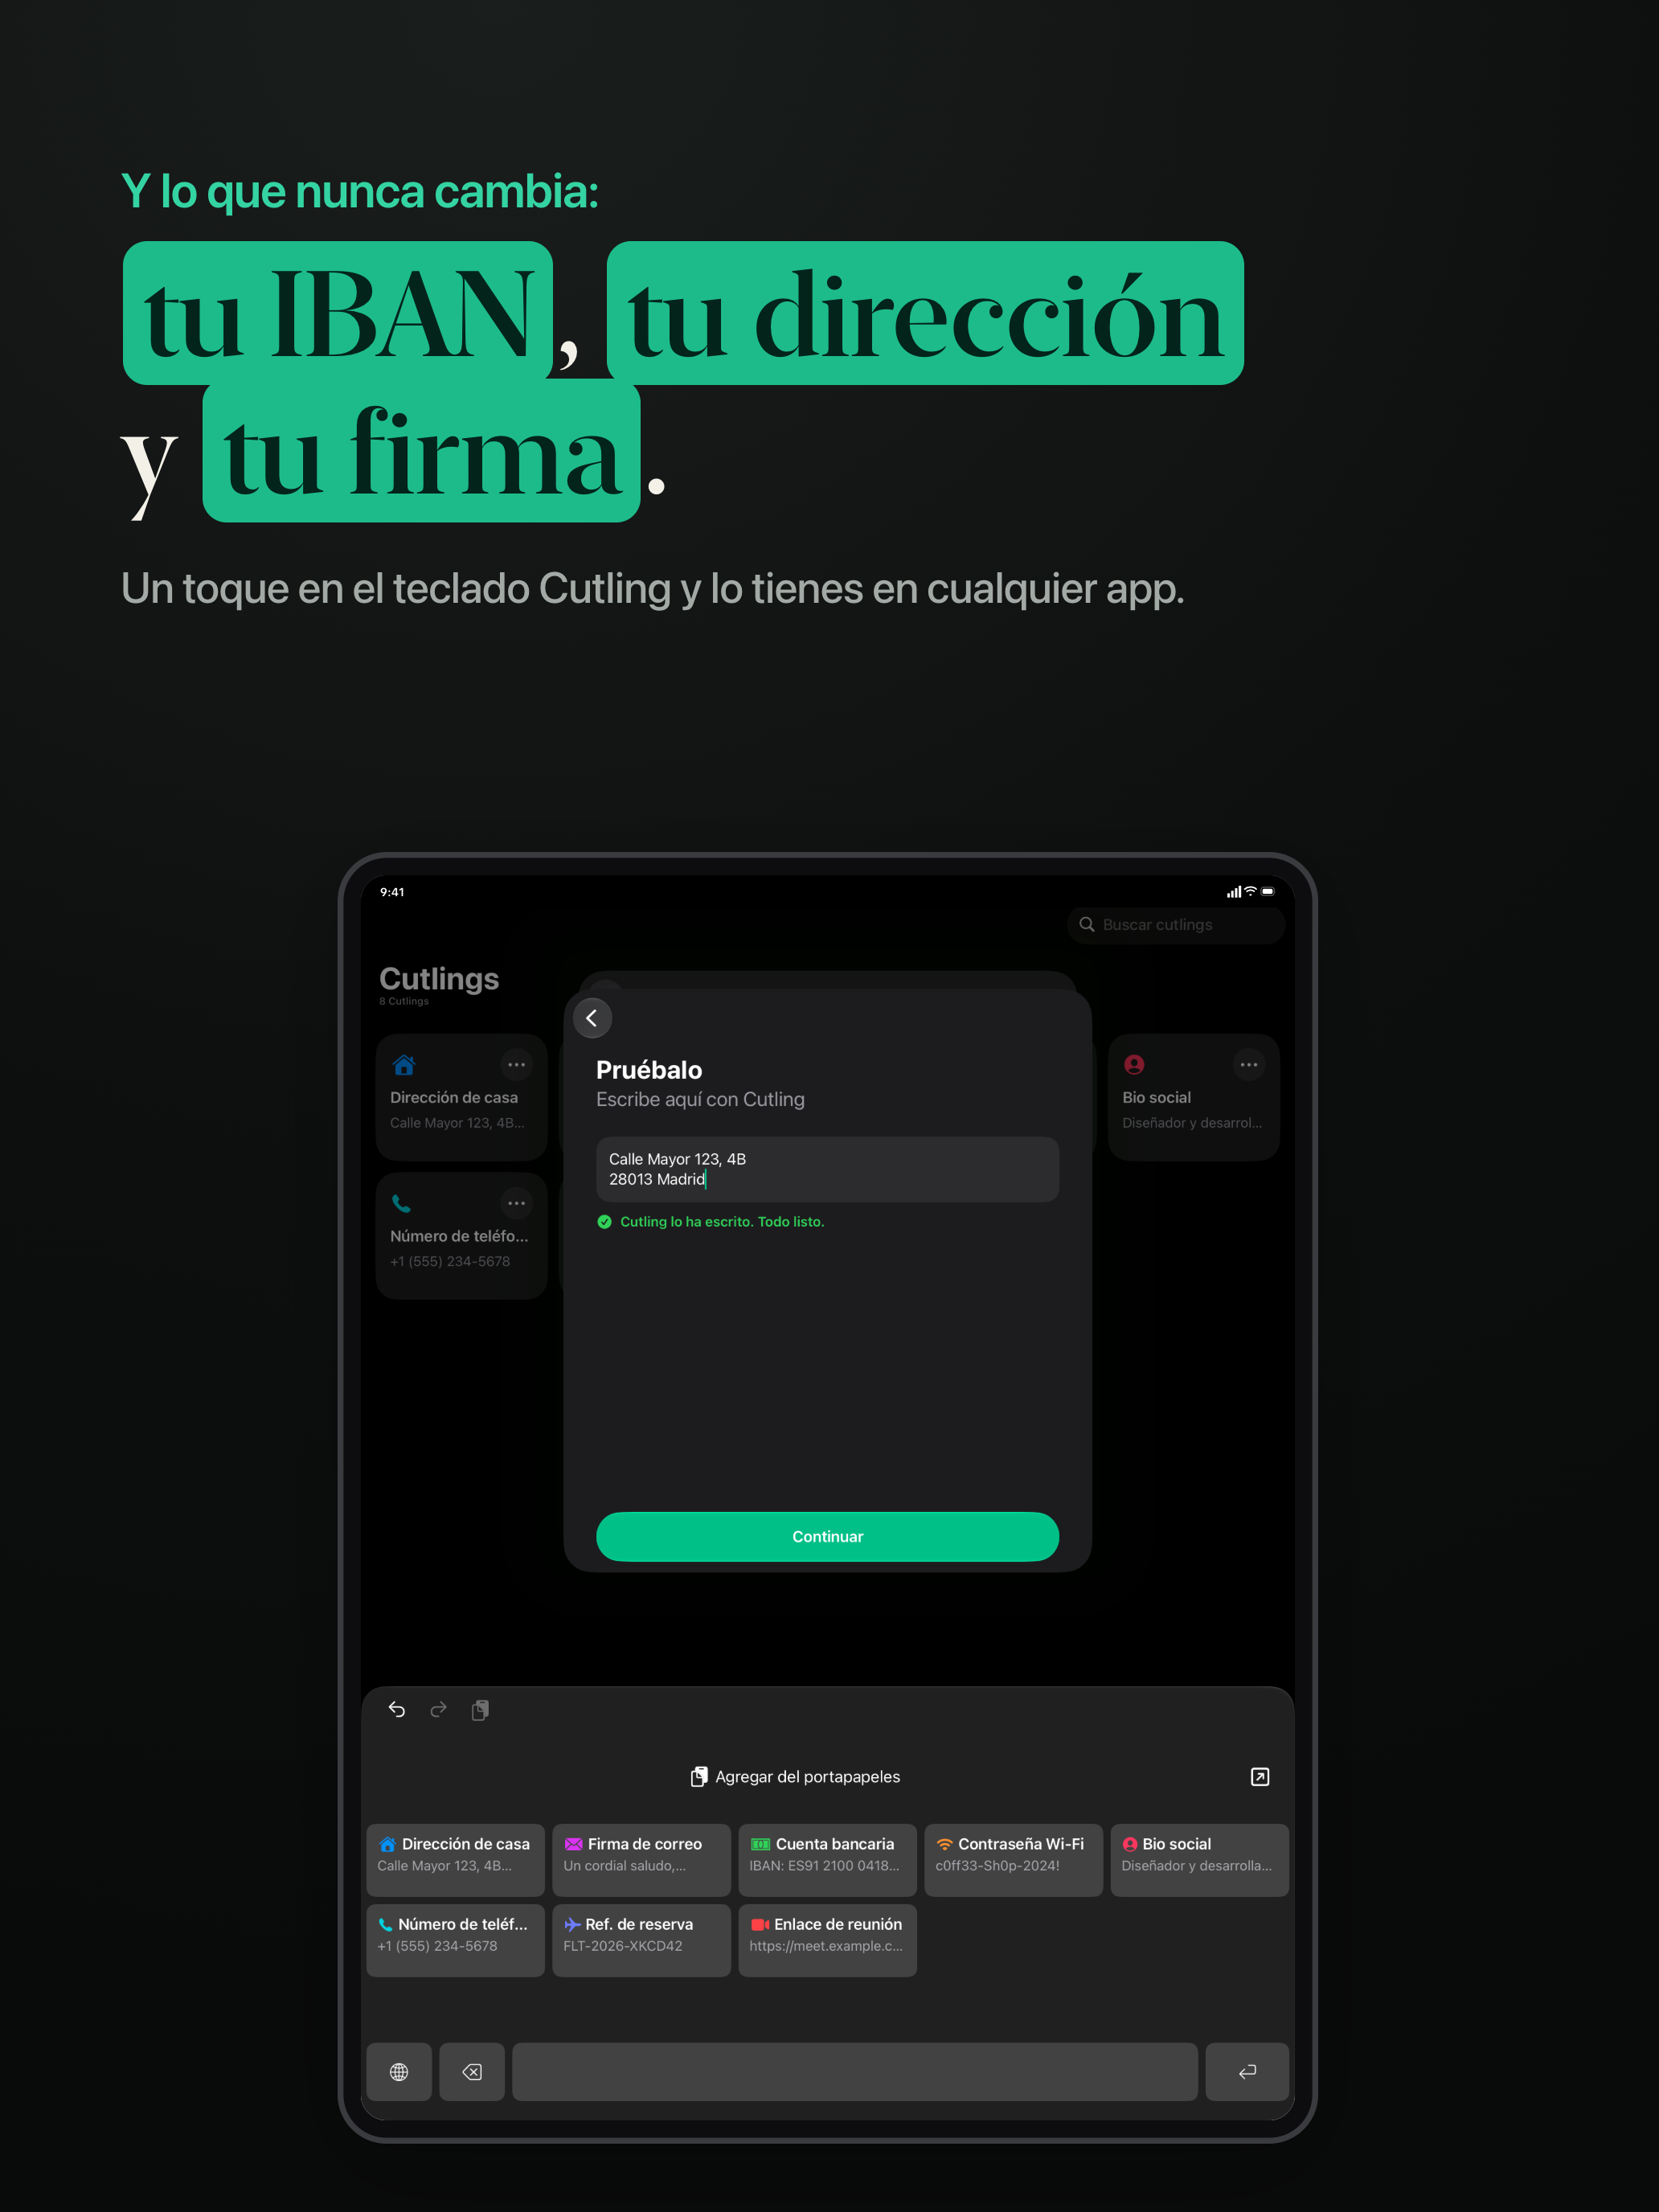 Y lo que nunca cambia:
tu IBAN, tu dirección
y tu firma.
Un toque en el teclado Cutling y lo tienes en cualquier app.
9:41
Buscar cutlings
Cutlings
8 Cutlings
Dirección de casa
Calle Mayor 123, 4B...
Número de teléfo...
+1 (555) 234-5678
Bio social
Diseñador y desarrol...
Pruébalo
Escribe aquí con Cutling
Calle Mayor 123, 4B
28013 Madrid
Cutling lo ha escrito. Todo listo.
Continuar
Agregar del portapapeles
Dirección de casa
Calle Mayor 123, 4B...
Firma de correo
Un cordial saludo,...
Cuenta bancaria
IBAN: ES91 2100 0418...
Contraseña Wi-Fi
c0ff33-Sh0p-2024!
Bio social
Diseñador y desarrolla...
Número de teléf...
+1 (555) 234-5678
Ref. de reserva
FLT-2026-XKCD42
Enlace de reunión
https://meet.example.c...